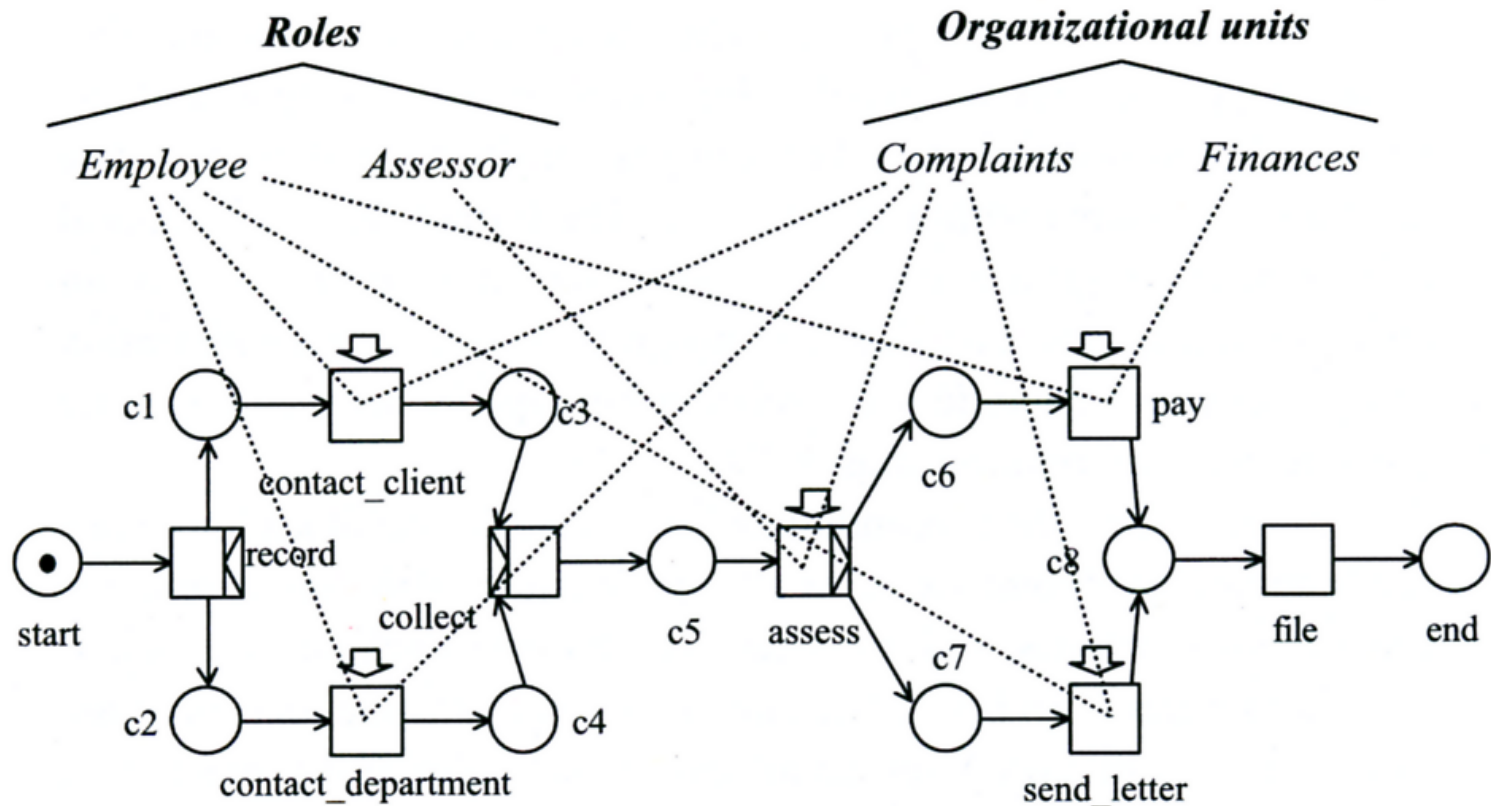 Roles
Organizational units
Employee
Assessor
Complaints
Finances
c1
c3
pay
contact_client
c6
record
c8
start
collect
c5
assess
file
end
c7
c2
c4
contact_department
send_letter